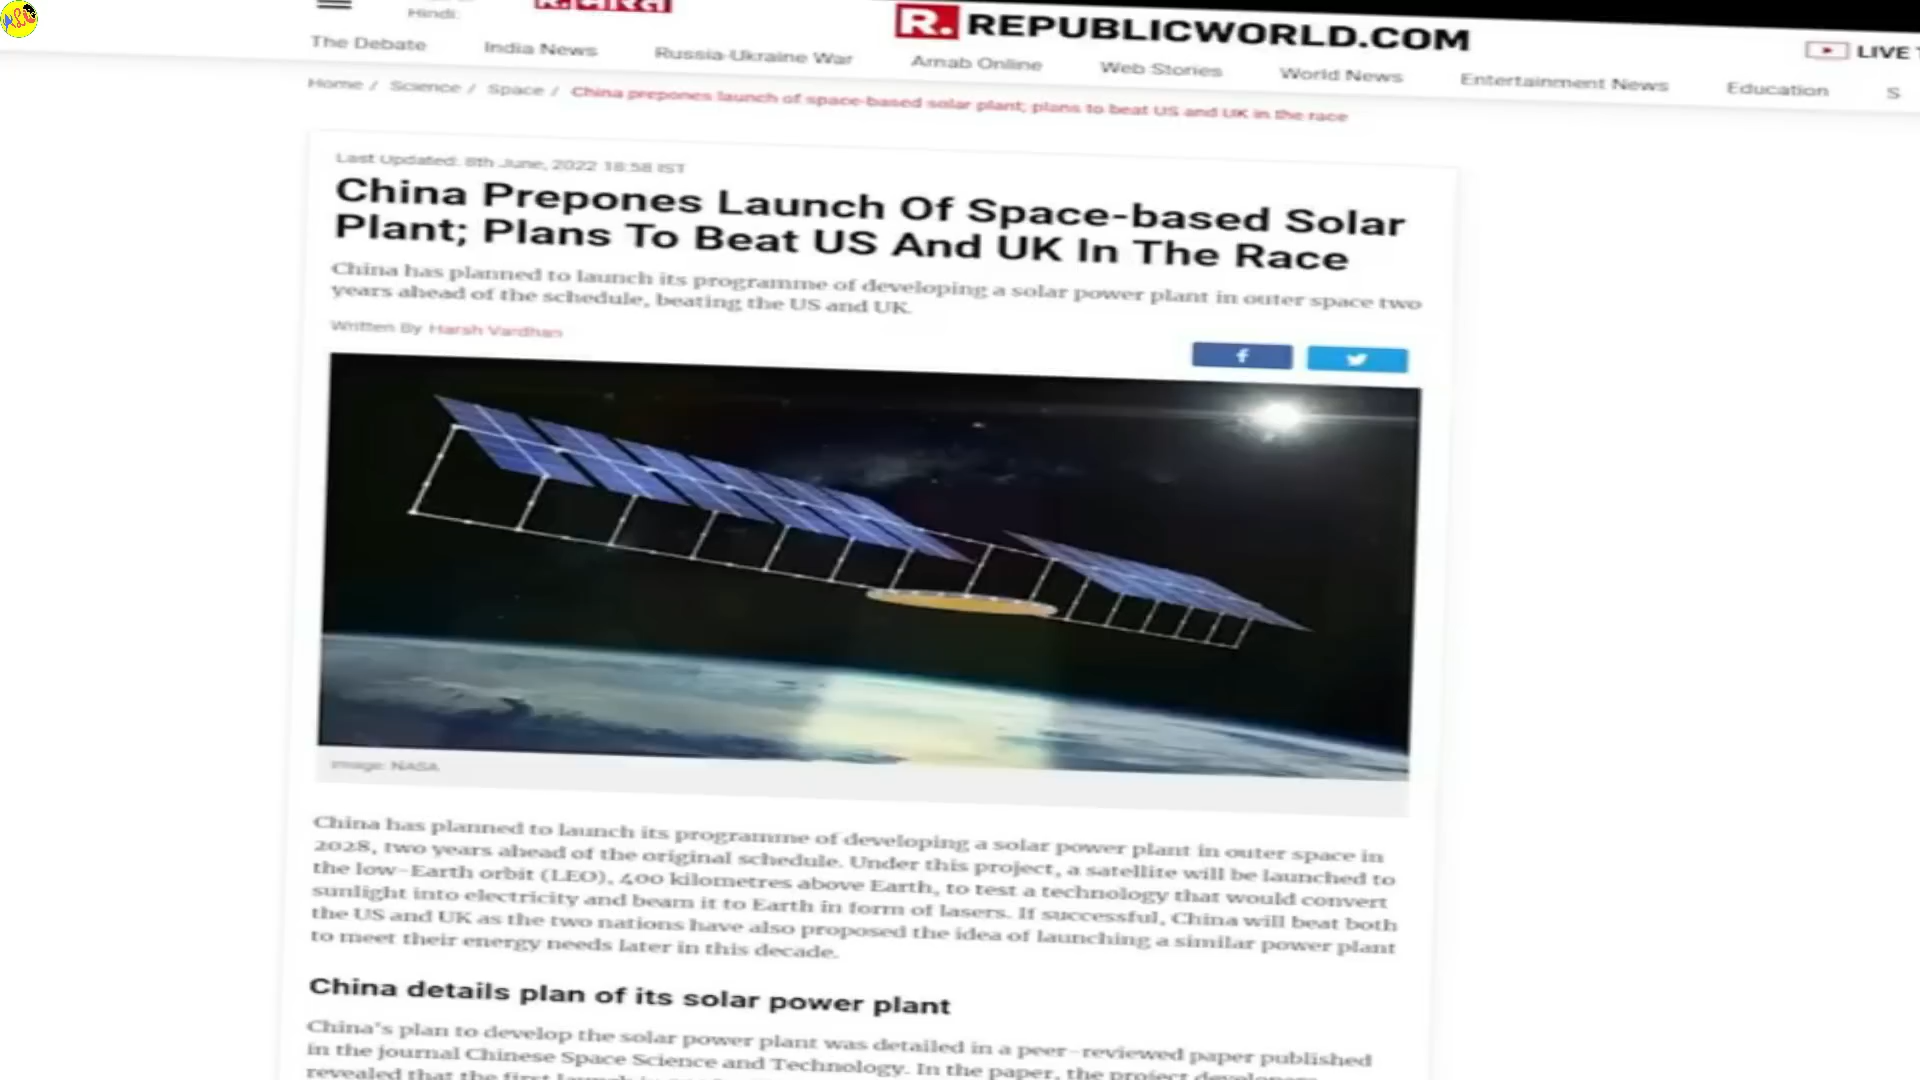 Hindi
R.भारत
R. REPUBLICWORLD.COM
LIVE
The Debate India News Russia-Ukraine War Arnab Online Web Stories World News Entertainment News Education S
Home / Science / Space / China prepones launch of space-based solar plant; plans to beat US and UK in the race
Last Updated: 8th June, 2022 18:58 IST
China Prepones Launch Of Space-based Solar
Plant; Plans To Beat US And UK In The Race
China has planned to launch its programme of developing a solar power plant in outer space two
years ahead of the schedule, beating the US and UK.
Written By Harsh Vardhan
Image: NASA
China has planned to launch its programme of developing a solar power plant in outer space in
2028, two years ahead of the original schedule. Under this project, a satellite will be launched to
the low-Earth orbit (LEO), 400 kilometres above Earth, to test a technology that would convert
sunlight into electricity and beam it to Earth in form of lasers. If successful, China will beat both
the US and UK as the two nations have also proposed the idea of launching a similar power plant
to meet their energy needs later in this decade.
China details plan of its solar power plant
China's plan to develop the solar power plant was detailed in a peer-reviewed paper published
in the journal Chinese Space Science and Technology. In the paper, the project developers
revealed that the first launch in